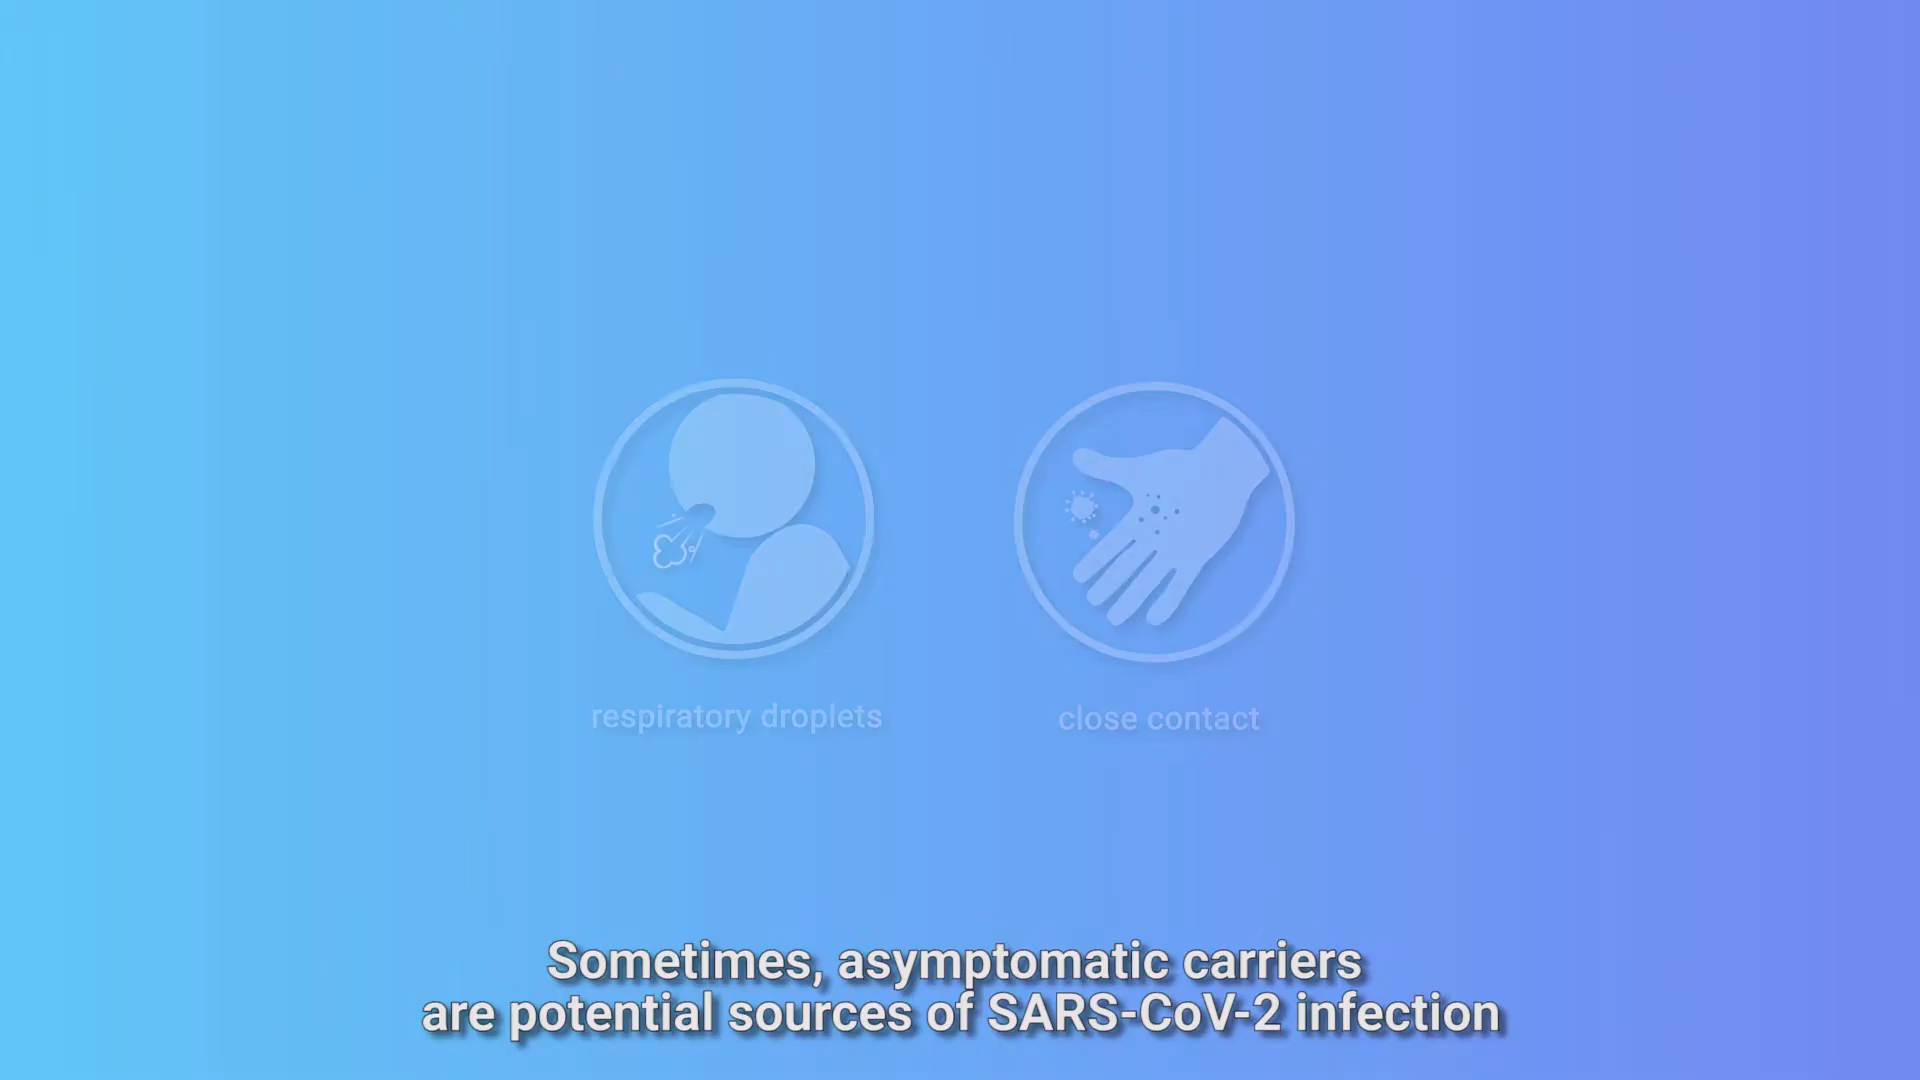 respiratory droplets
close contact
Sometimes, asymptomatic carriers
are potential sources of SARS-CoV-2 infection